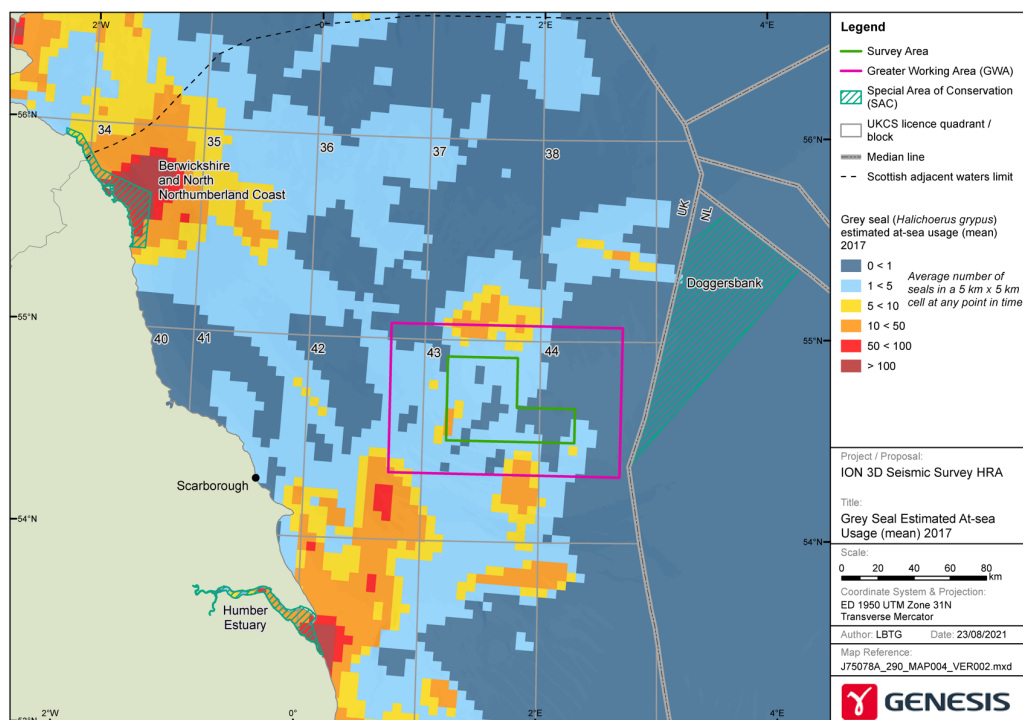 2°W
0°
2°E
4°E
56°N
56°N
34
35
36
37
38
Berwickshire
and North
Northumberland Coast
UK
NL
Doggersbank
55°N
55°N
40
41
42
43
44
Scarborough
54°N
54°N
Humber
Estuary
53°N
2°W
0°
2°E
4°E
Legend
Survey Area
Greater Working Area (GWA)
Special Area of Conservation
(SAC)
UKCS licence quadrant /
block
Median line
Scottish adjacent waters limit
Grey seal (Halichoerus grypus)
estimated at-sea usage (mean)
2017
0 < 1
1 < 5
5 < 10
10 < 50
50 < 100
> 100
Average number of
seals in a 5 km x 5 km
cell at any point in time
Project / Proposal:
ION 3D Seismic Survey HRA
Title:
Grey Seal Estimated At-sea
Usage (mean) 2017
Scale:
0 20 40 60 80
km
Coordinate System & Projection:
ED 1950 UTM Zone 31N
Transverse Mercator
Author: LBTG Date: 23/08/2021
Map Reference:
J75078A_290_MAP004_VER002.mxd
GENESIS